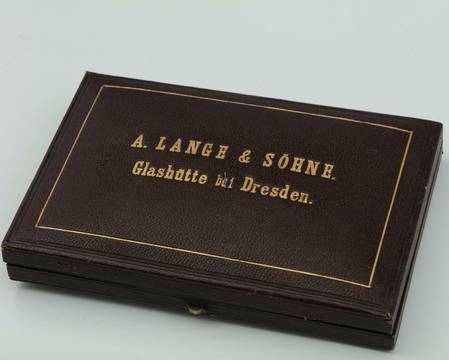 A. LANGE & SÖHNE.
Glashütte bei Dresden.